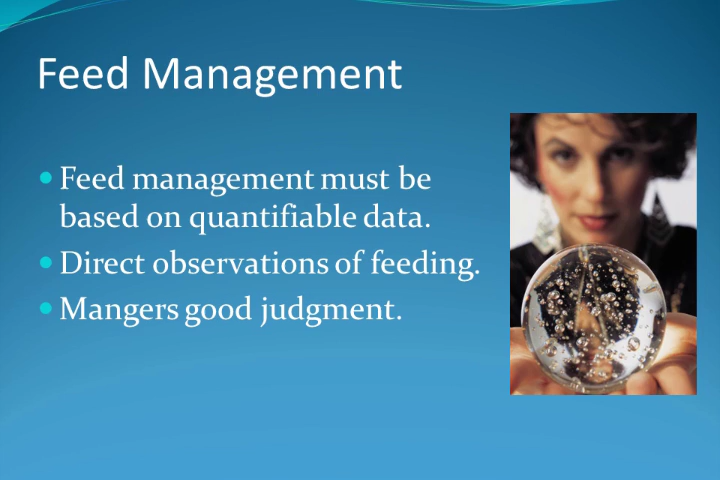 Feed Management
Feed management must be
based on quantifiable data.
Direct observations of feeding.
Mangers good judgment.